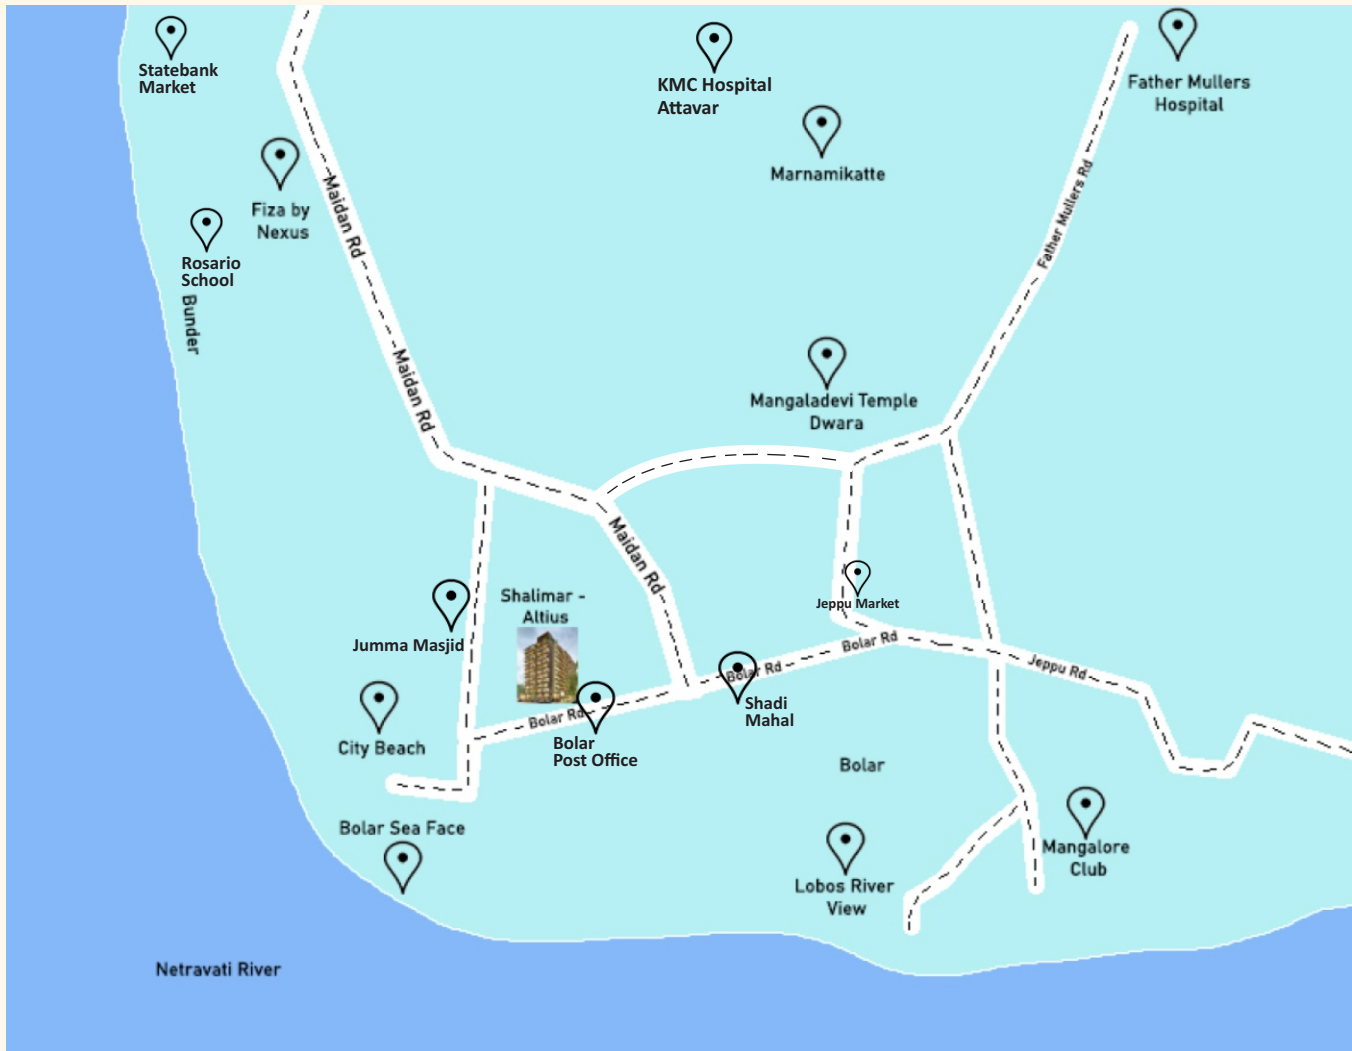 Statebank
Market
KMC Hospital
Attavar
Father Mullers
Hospital
Marnamikatte
Fiza by
Nexus
Maidan Rd
Father Mullers Rd
Rosario
School
Bunder
Maidan Rd
Mangaladevi Temple
Dwara
Maidan Rd
Shalimar -
Altius
Jeppu Market
Jumma Masjid
Bolar Rd
Bolar Rd
Jeppu Rd
Shadi
Mahal
Bolar Rd
City Beach
Bolar
Post Office
Bolar
Bolar Sea Face
Mangalore
Club
Lobos River
View
Netravati River